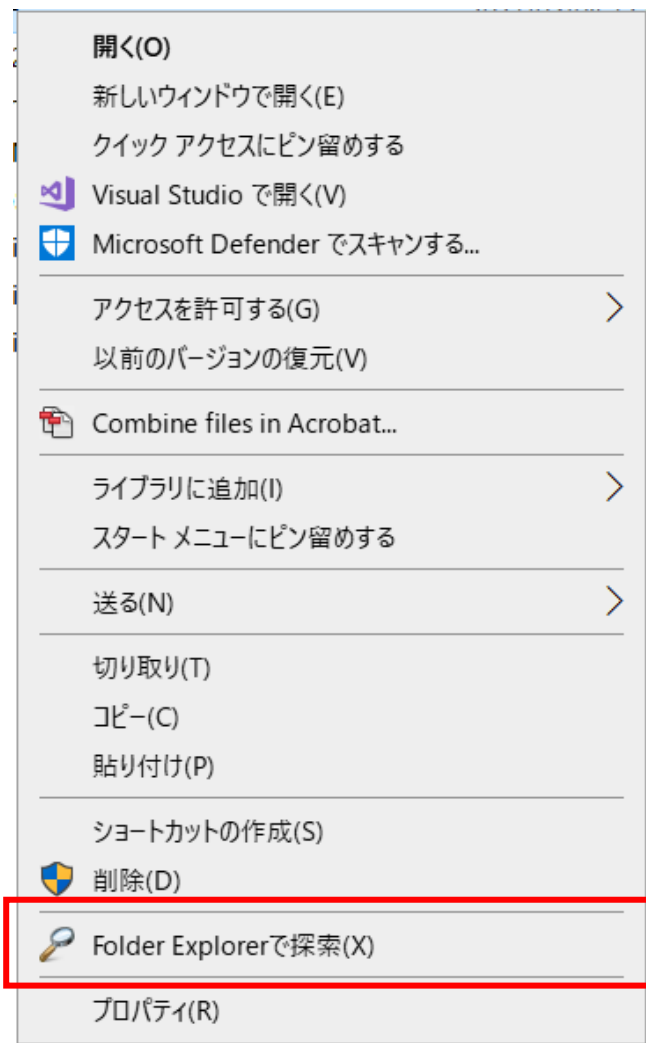 開く(O)
新しいウィンドウで開く(E)
クイック アクセスにピン留めする
Visual Studio で開く(V)
Microsoft Defender でスキャンする...
アクセスを許可する(G)
以前のバージョンの復元(V)
Combine files in Acrobat...
ライブラリに追加(I)
スタート メニューにピン留めする
送る(N)
切り取り(T)
コピー(C)
貼り付け(P)
ショートカットの作成(S)
削除(D)
Folder Explorerで探索(X)
プロパティ(R)